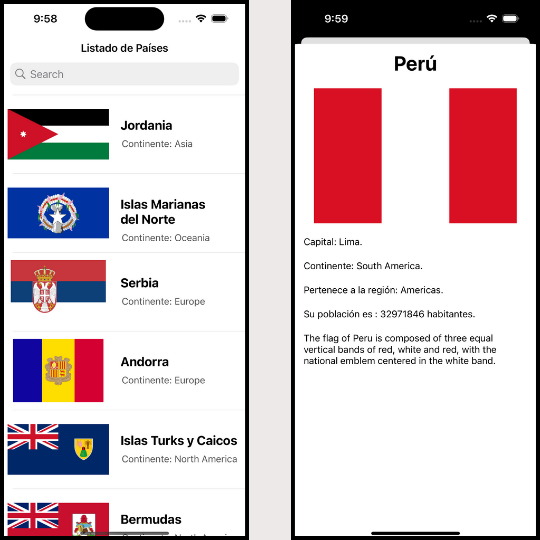 9:58
Listado de Países
Search
Jordania
Continente: Asia
Islas Marianas
del Norte
Continente: Oceania
Serbia
Continente: Europe
Andorra
Continente: Europe
Islas Turks y Caicos
Continente: North America
Bermudas
9:59
Perú
Capital: Lima.
Continente: South America.
Pertenece a la región: Americas.
Su población es : 32971846 habitantes.
The flag of Peru is composed of three equal
vertical bands of red, white and red, with the
national emblem centered in the white band.